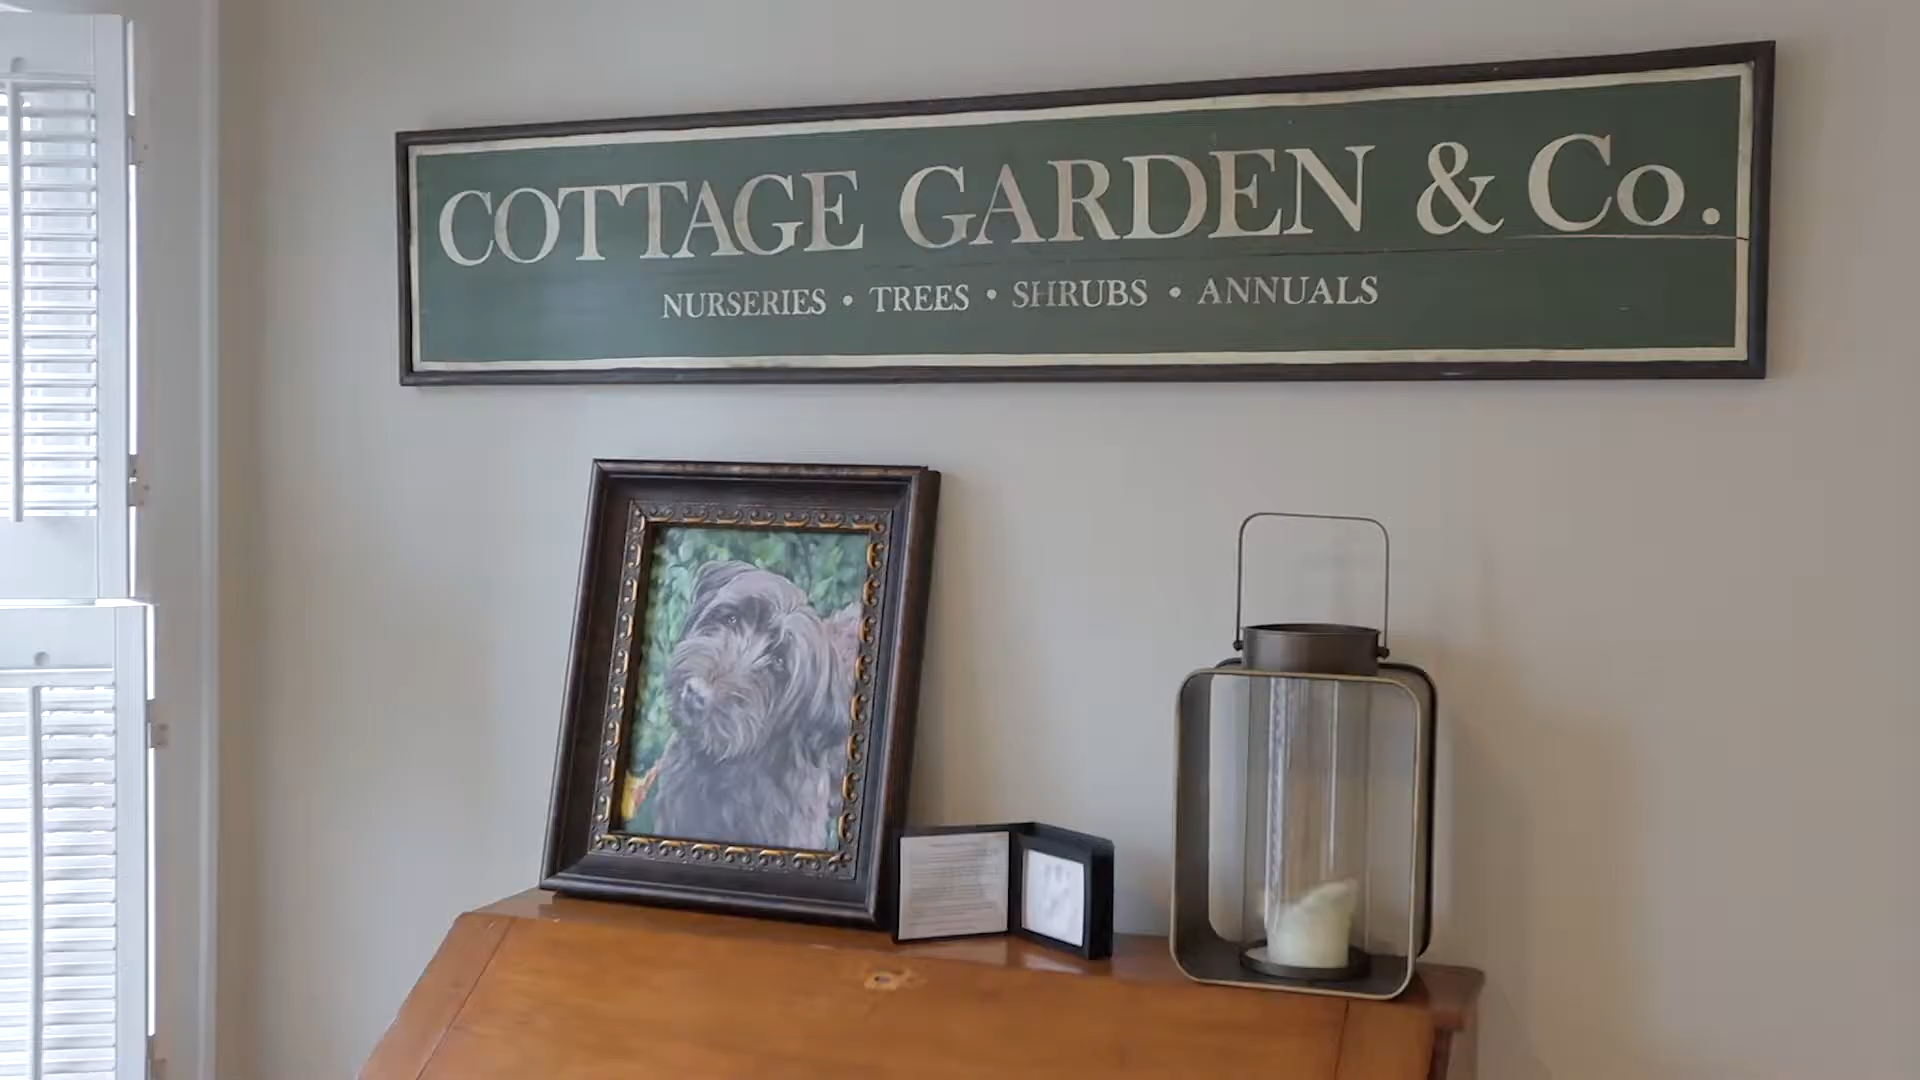 COTTAGE GARDEN & Co.
NURSERIES • TREES • SHRUBS • ANNUALS